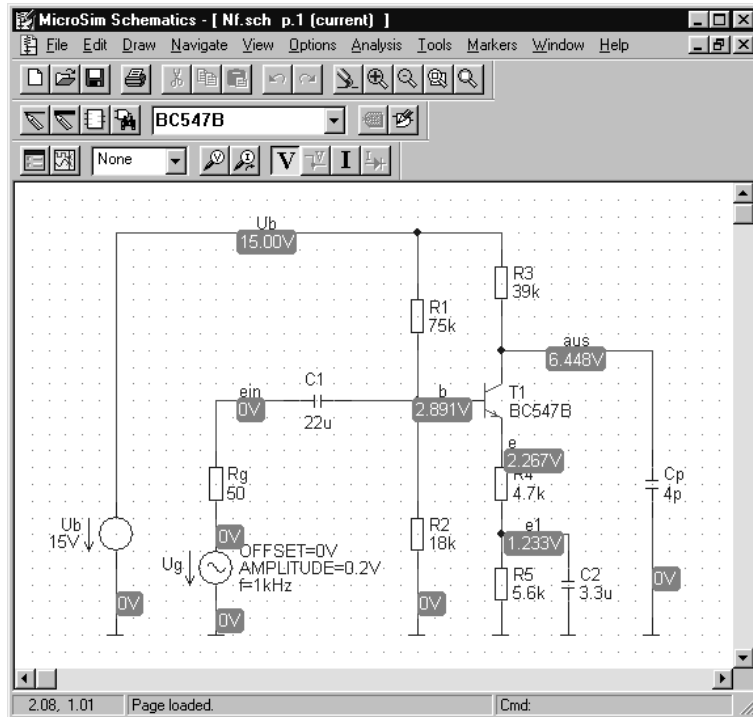 MicroSim Schematics - [ Nf.sch p.1 (current) ]
File Edit Draw Navigate View Options Analysis Tools Markers Window Help
BC547B
None
V I
Ub
15.00V
R3
39k
R1
75k
aus
6.448V
C1
22u
ein
0V
b
2.891V
T1
BC547B
e
2.267V
Rg
50
R4
4.7k
Cp
4p
Ub
15V
0V
OFFSET=0V
AMPLITUDE=0.2V
f=1kHz
Ug
R2
18k
e1
1.233V
R5
5.6k
C2
3.3u
0V
0V
0V
0V
2.08, 1.01 Page loaded. Cmd: